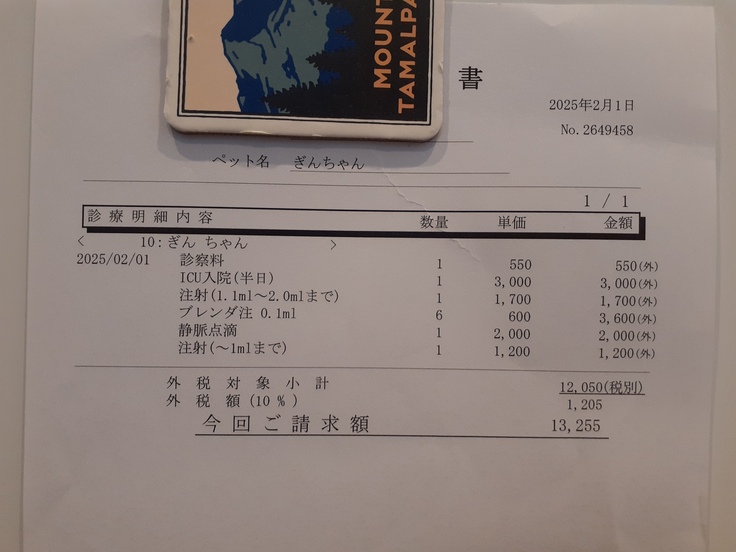 MOUNT
TAMALPA
書
2025年2月1日
No.2649458
ペット名 ぎんちゃん
1 / 1
診療明細内容 数量 単価 金額
< 10:ぎん ちゃん >
2025/02/01 診察料 1 550 550(外)
ICU入院(半日) 1 3,000 3,000(外)
注射(1.1ml～2.0mlまで) 1 1,700 1,700(外)
ブレンダ注 0.1ml 6 600 3,600(外)
静脈点滴 1 2,000 2,000(外)
注射(～1mlまで) 1 1,200 1,200(外)
外税対象小計 12,050(税別)
外税額(10%) 1,205
今回ご請求額 13,255